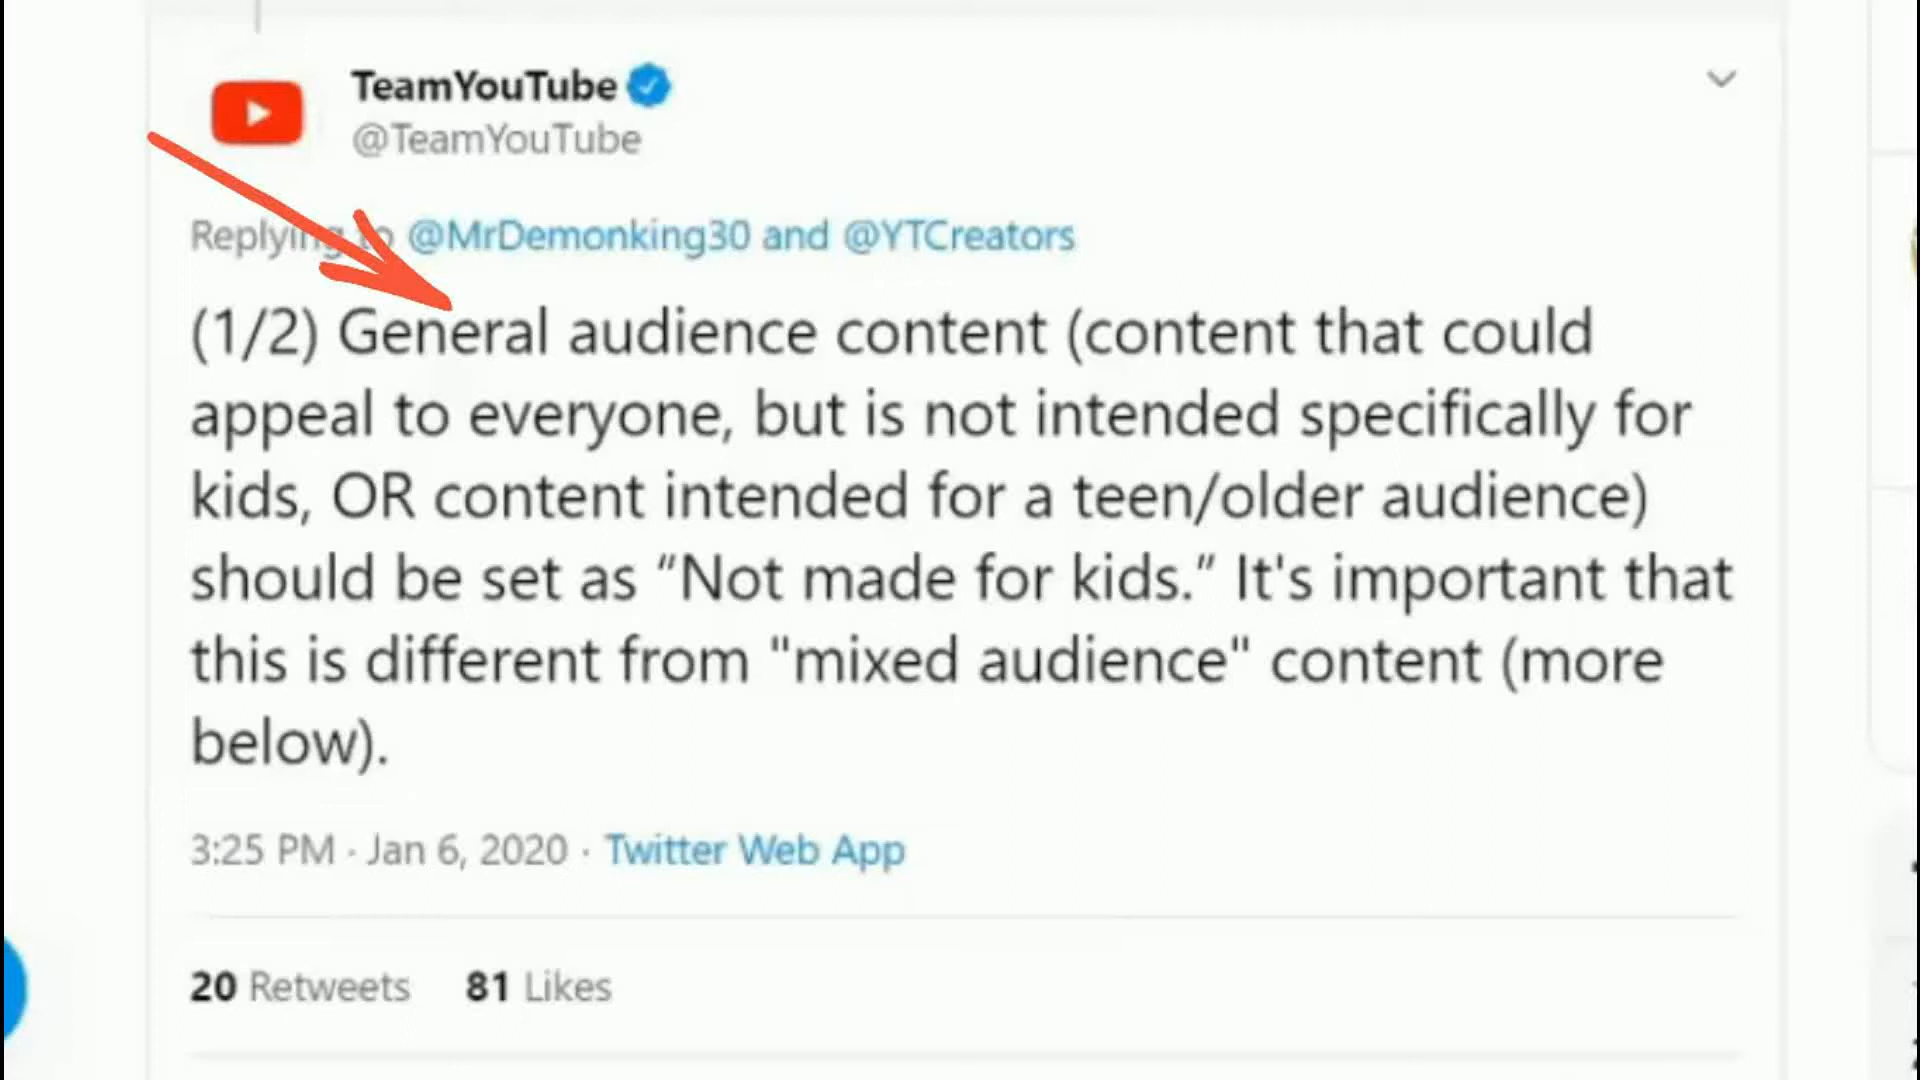 TeamYouTube
@TeamYouTube
Replying to @MrDemonking30 and @YTCreators
(1/2) General audience content (content that could
appeal to everyone, but is not intended specifically for
kids, OR content intended for a teen/older audience)
should be set as “Not made for kids.” It's important that
this is different from "mixed audience" content (more
below).
3:25 PM · Jan 6, 2020 · Twitter Web App
20 Retweets 81 Likes